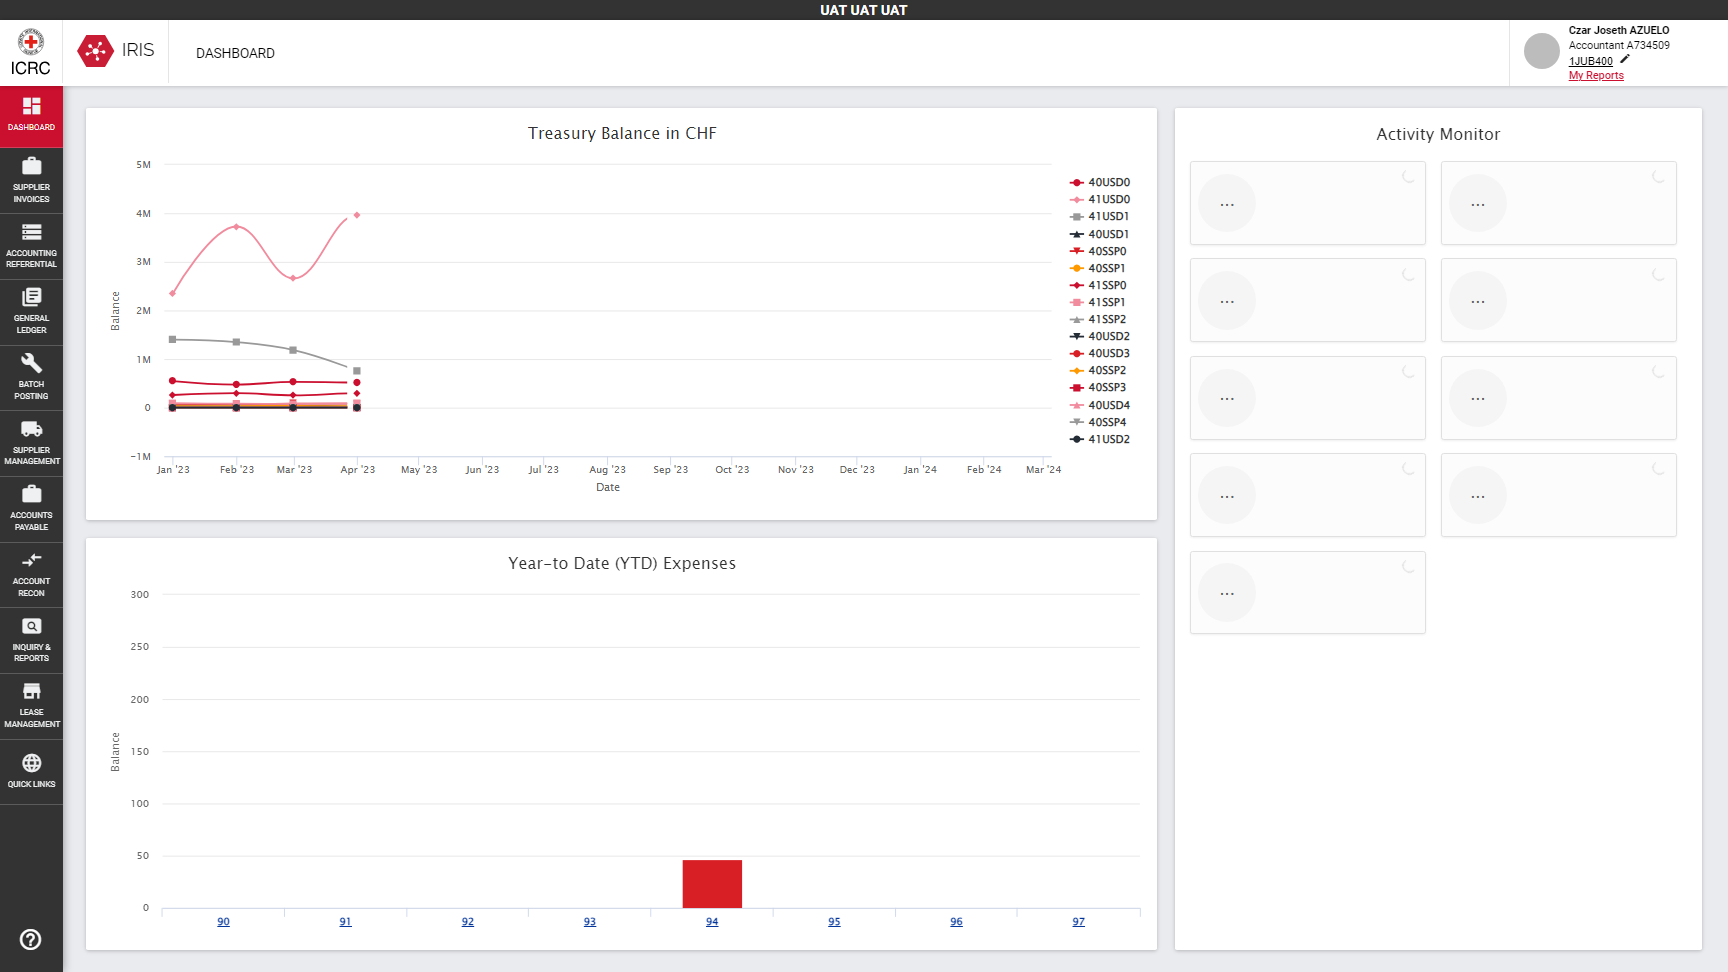 UAT UAT UAT
ICRC
IRIS
DASHBOARD
Czar Joseth AZUELO
Accountant A734509
1JUB400
My Reports
DASHBOARD
SUPPLIER
INVOICES
ACCOUNTING
REFERENTIAL
GENERAL
LEDGER
BATCH
POSTING
SUPPLIER
MANAGEMENT
ACCOUNTS
PAYABLE
ACCOUNT
RECON
INQUIRY &
REPORTS
LEASE
MANAGEMENT
QUICK LINKS
Treasury Balance in CHF
5M
4M
3M
2M
1M
0
−1M
Balance
Jan '23 Feb '23 Mar '23 Apr '23 May '23 Jun '23 Jul '23 Aug '23 Sep '23 Oct '23 Nov '23 Dec '23 Jan '24 Feb '24 Mar '24
Date
40USD0
41USD0
41USD1
40USD1
40SSP0
40SSP1
41SSP0
41SSP1
41SSP2
40USD2
40USD3
40SSP2
40SSP3
40USD4
40SSP4
41USD2
Year-to Date (YTD) Expenses
300
250
200
150
100
50
0
Balance
90 91 92 93 94 95 96 97
Activity Monitor
... ...
... ...
... ...
... ...
...